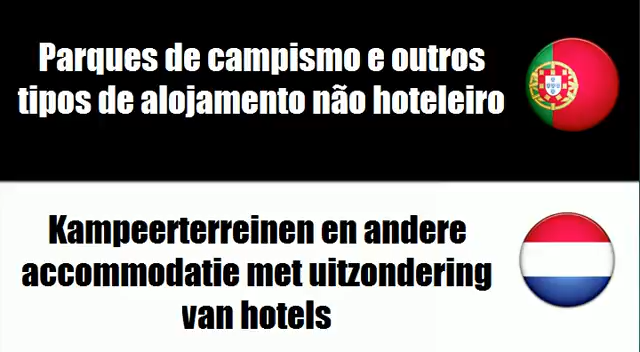 Parques de campismo e outros
tipos de alojamento não hoteleiro
Kampeerterreinen en andere
accommodatie met uitzondering
van hotels